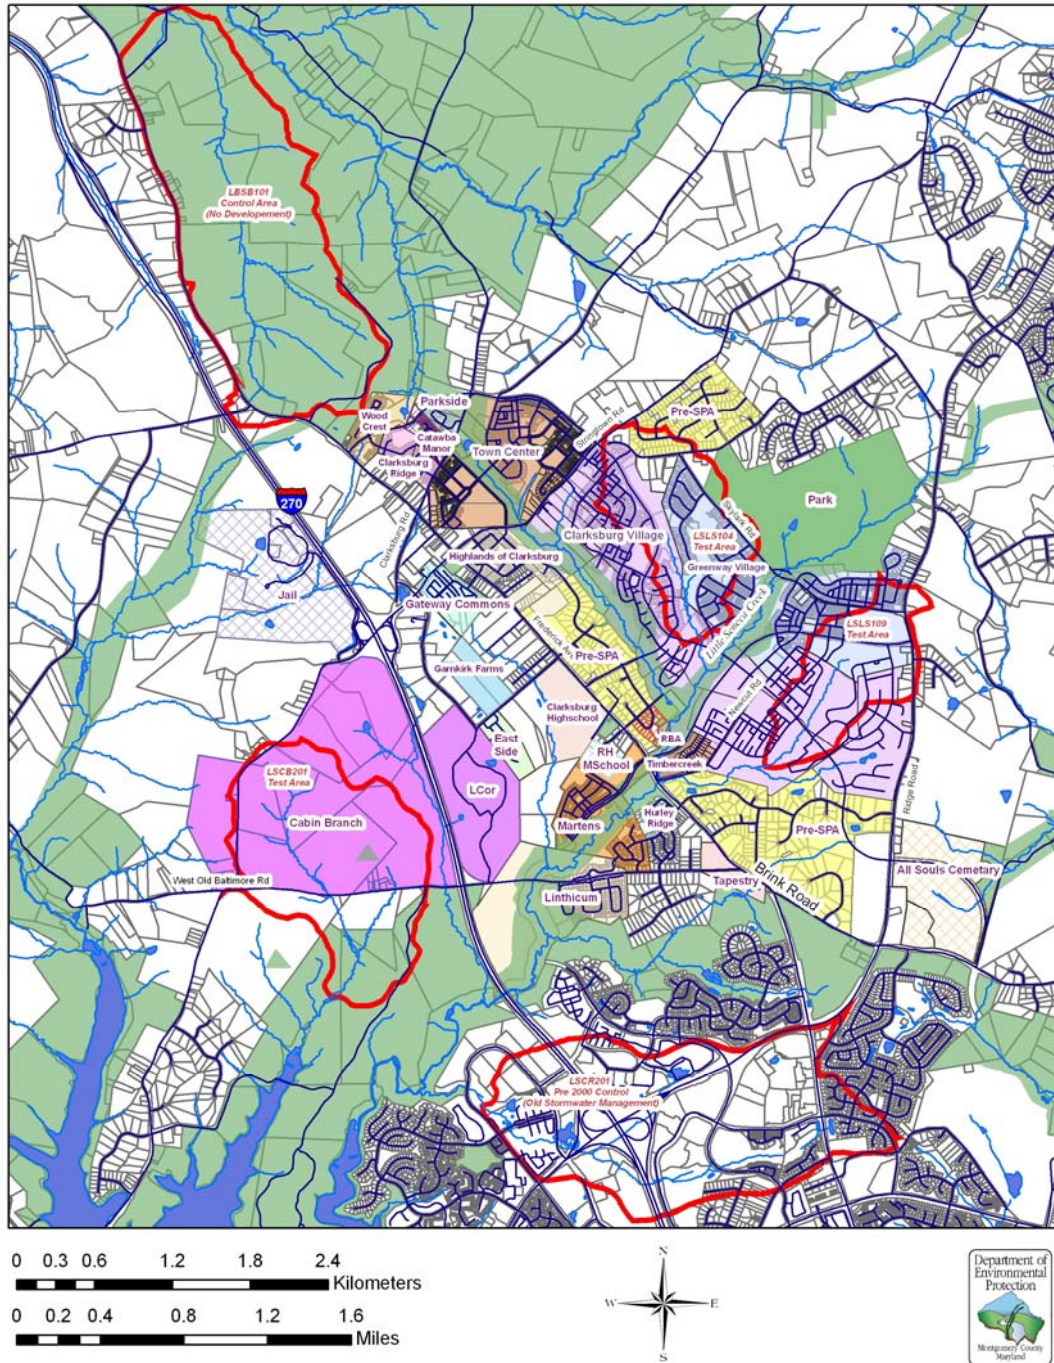 LBSB101
Control Area
(No Developement)
Parkside
Wood
Crest
Catawba
Manor
Clarksburg
Ridge
Town Center
Stringtown Rd
Pre-SPA
270
Clarksburg Rd
Skylark Rd
Park
Clarksburg Village
LSLS104
Test Area
Highlands of Clarksburg
Greenway Village
Jail
Gateway Commons
Little Seneca Creek
LSLS109
Test Area
Frederick Ave
Pre-SPA
Garnkirk Farms
Newcut Rd
Clarksburg
Highschool
RBA
East
Side
RH
MSchool
Timbercreek
LSCB201
Test Area
LCor
Ridge Road
Cabin Branch
Martens
Hurley
Ridge
Pre-SPA
West Old Baltimore Rd
Brink Road
All Souls Cemetary
Tapestry
Linthicum
LSCR201
Pre 2000 Control
(Old Stormwater Management)
0 0.3 0.6 1.2 1.8 2.4
Kilometers
0 0.2 0.4 0.8 1.2 1.6
Miles
N
W E
S
Department of
Environmental
Protection
Montgomery County
Maryland